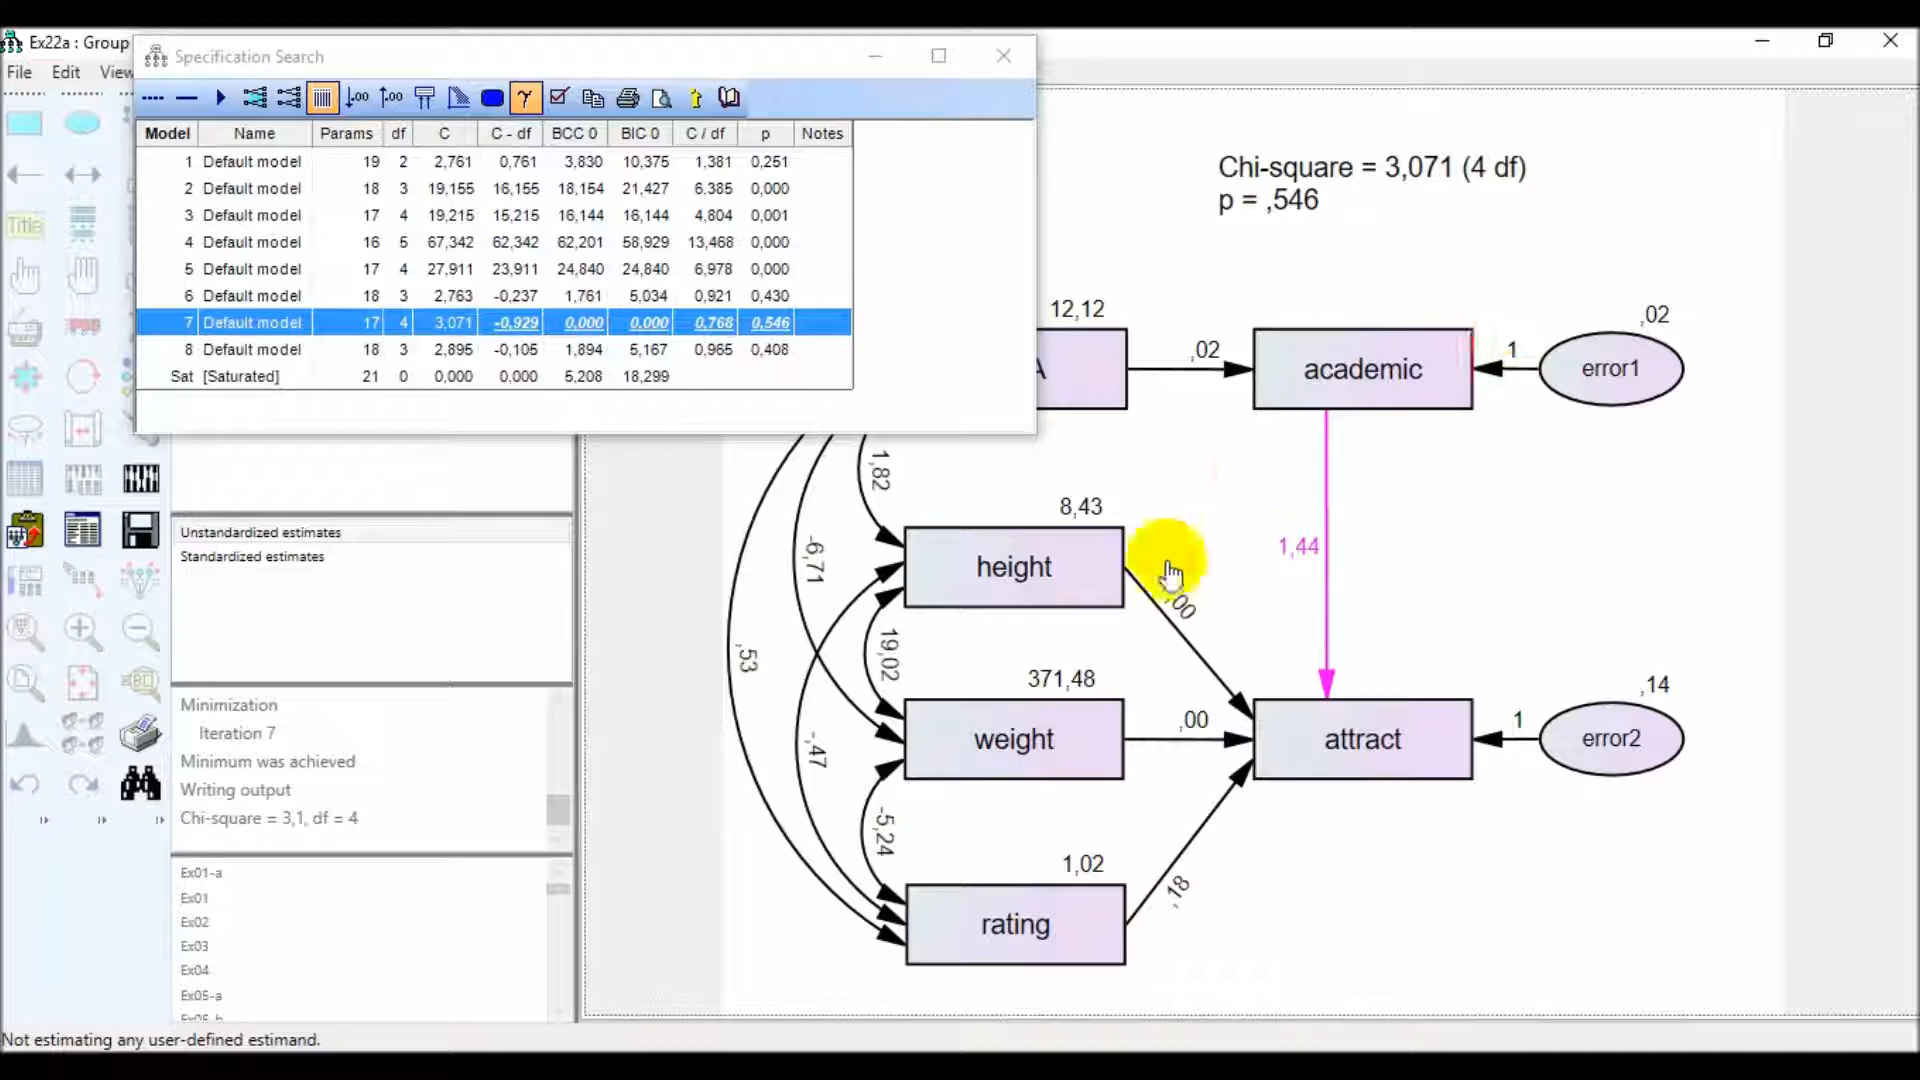 Ex22a : Group
File Edit View
Title
Specification Search
Model Name Params df C C - df BCC 0 BIC 0 C / df p Notes
1 Default model 19 2 2,761 0,761 3,830 10,375 1,381 0,251
2 Default model 18 3 19,155 16,155 18,154 21,427 6,385 0,000
3 Default model 17 4 19,215 15,215 16,144 16,144 4,804 0,001
4 Default model 16 5 67,342 62,342 62,201 58,929 13,468 0,000
5 Default model 17 4 27,911 23,911 24,840 24,840 6,978 0,000
6 Default model 18 3 2,763 -0,237 1,761 5,034 0,921 0,430
7 Default model 17 4 3,071 -0,929 0,000 0,000 0,768 0,546
8 Default model 18 3 2,895 -0,105 1,894 5,167 0,965 0,408
Sat [Saturated] 21 0 0,000 0,000 5,208 18,299
Unstandardized estimates
Standardized estimates
Minimization
Iteration 7
Minimum was achieved
Writing output
Chi-square = 3,1, df = 4
Ex01-a
Ex01
Ex02
Ex03
Ex04
Ex05-a
Ex05-b
Not estimating any user-defined estimand.
Chi-square = 3,071 (4 df)
p = ,546
12,12
,02
academic
1
,02
error1
1,82
8,43
height
-6,71
,53
1,44
19,02
371,48
weight
,00
attract
1
,14
error2
-,47
-5,24
1,02
rating
,18